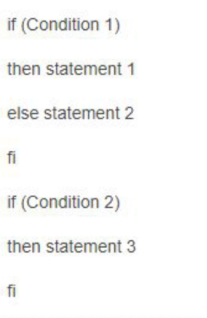 if (Condition 1)
then statement 1
else statement 2
fi
if (Condition 2)
then statement 3
fi